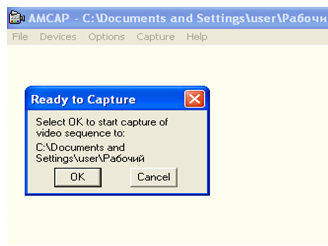 AMCAP - C:\Documents and Settings\user\Рабочи
File Devices Options Capture Help
Ready to Capture
Select OK to start capture of
video sequence to:
C:\Documents and
Settings\user\Рабочий
OK Cancel